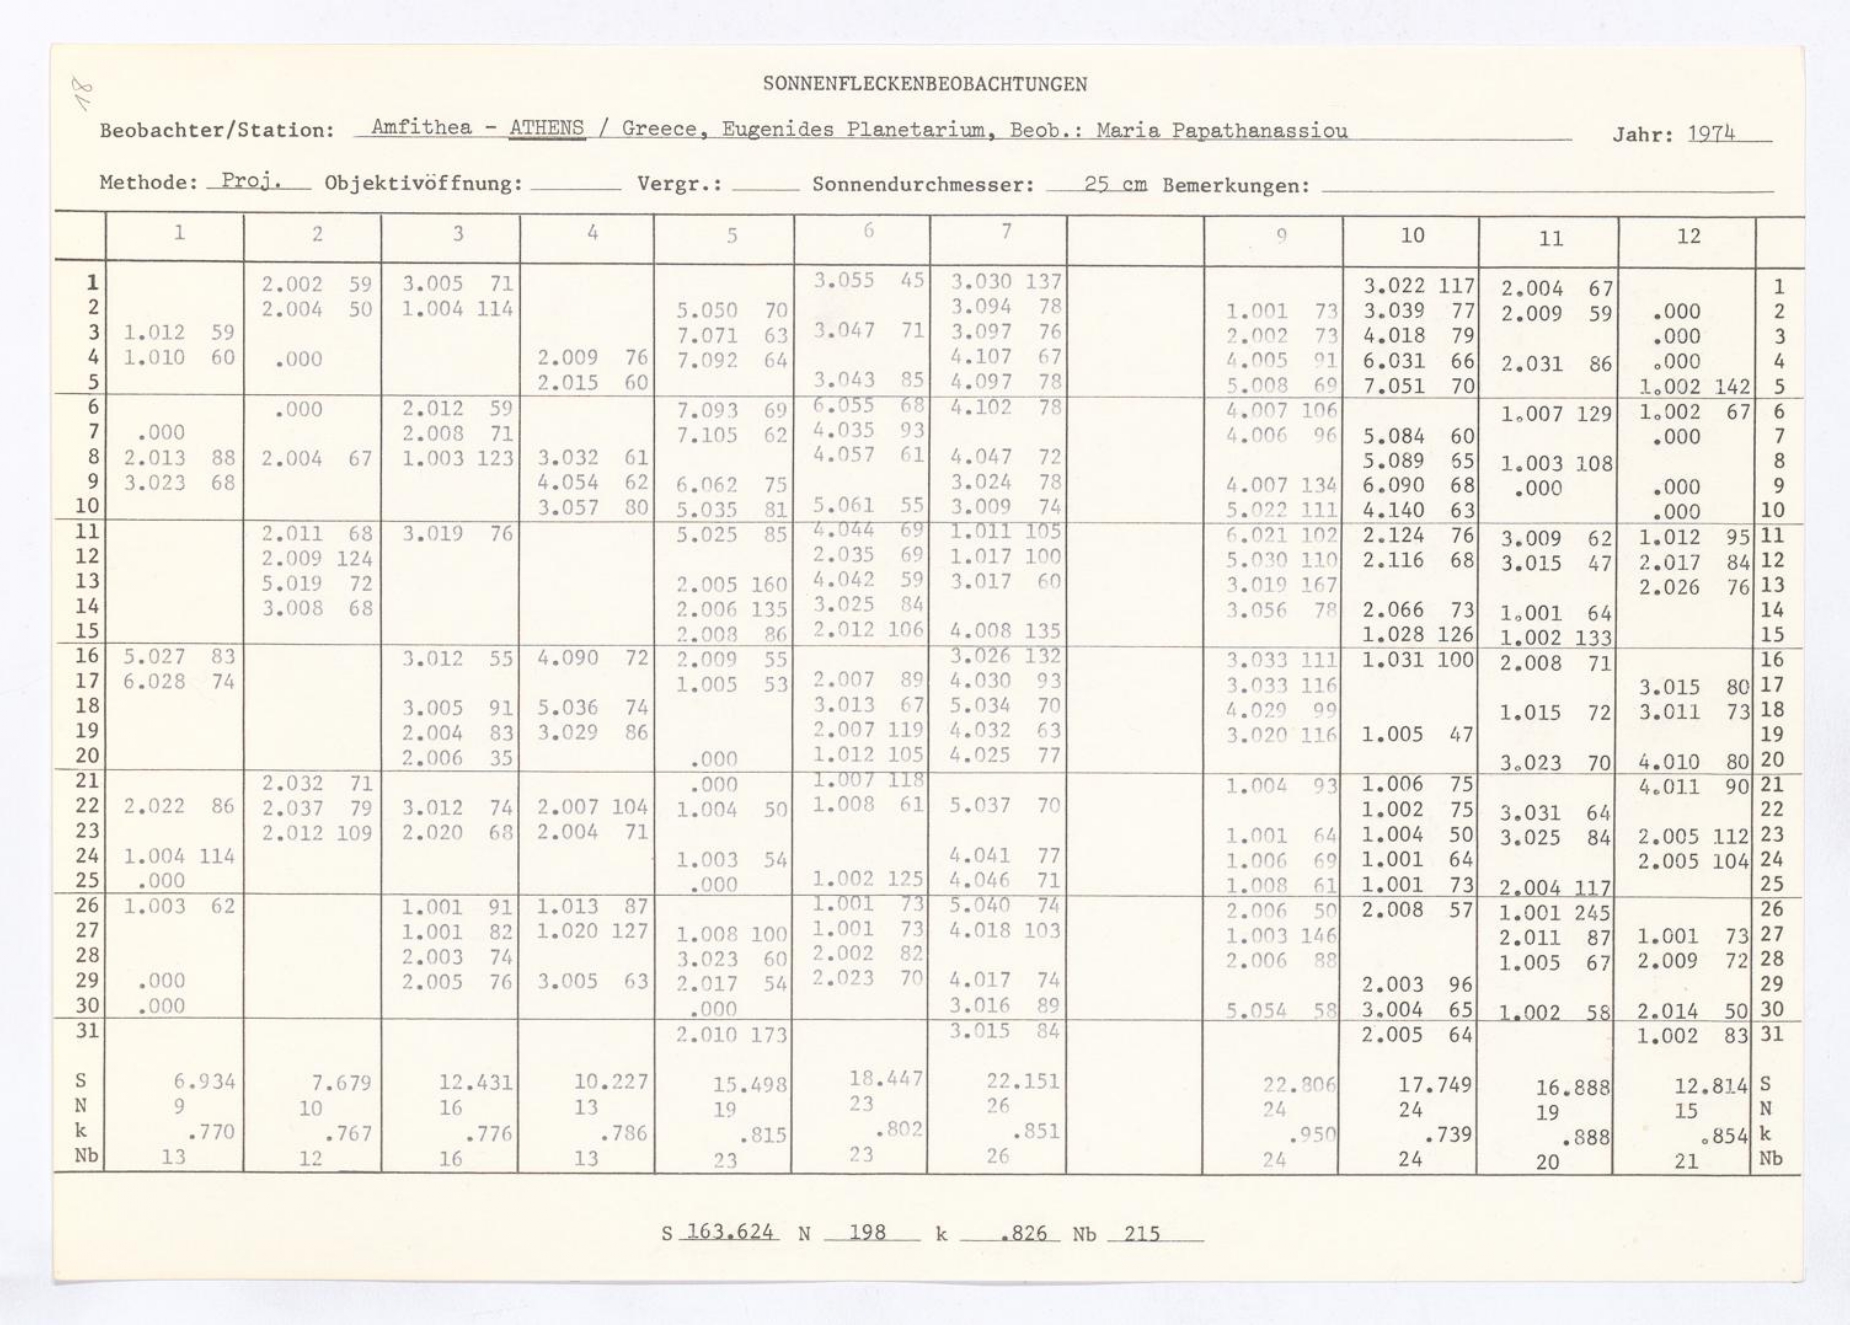 18
SONNENFLECKENBEOBACHTUNGEN
Beobachter/Station: Amfithea - ATHENS / Greece, Eugenides Planetarium, Beob.: Maria Papathanassiou Jahr: 1974
Methode: Proj. Objektivöffnung: Vergr.: Sonnendurchmesser: 25 cm Bemerkungen:
1 2 3 4 5 6 7 9 10 11 12
1 2.002 59 3.005 71 3.055 45 3.030 137 3.022 117 2.004 67 1
2 2.004 50 1.004 114 5.050 70 3.094 78 1.001 73 3.039 77 2.009 59 .000 2
3 1.012 59 7.071 63 3.047 71 3.097 76 2.002 73 4.018 79 .000 3
4 1.010 60 .000 2.009 76 7.092 64 4.107 67 4.005 91 6.031 66 2.031 86 .000 4
5 2.015 60 3.043 85 4.097 78 5.008 69 7.051 70 1.002 142 5
6 .000 2.012 59 7.093 69 6.055 68 4.102 78 4.007 106 1.007 129 1.002 67 6
7 .000 2.008 71 7.105 62 4.035 93 4.006 96 5.084 60 .000 7
8 2.013 88 2.004 67 1.003 123 3.032 61 4.057 61 4.047 72 5.089 65 1.003 108 8
9 3.023 68 4.054 62 6.062 75 3.024 78 4.007 134 6.090 68 .000 .000 9
10 3.057 80 5.035 81 5.061 55 3.009 74 5.022 111 4.140 63 .000 10
11 2.011 68 3.019 76 5.025 85 4.044 69 1.011 105 6.021 102 2.124 76 3.009 62 1.012 95 11
12 2.009 124 2.035 69 1.017 100 5.030 110 2.116 68 3.015 47 2.017 84 12
13 5.019 72 2.005 160 4.042 59 3.017 60 3.019 167 2.026 76 13
14 3.008 68 2.006 135 3.025 84 3.056 78 2.066 73 1.001 64 14
15 2.008 86 2.012 106 4.008 135 1.028 126 1.002 133 15
16 5.027 83 3.012 55 4.090 72 2.009 55 3.026 132 3.033 111 1.031 100 2.008 71 16
17 6.028 74 1.005 53 2.007 89 4.030 93 3.033 116 3.015 80 17
18 3.005 91 5.036 74 3.013 67 5.034 70 4.029 99 1.015 72 3.011 73 18
19 2.004 83 3.029 86 2.007 119 4.032 63 3.020 116 1.005 47 19
20 2.006 35 .000 1.012 105 4.025 77 3.023 70 4.010 80 20
21 2.032 71 .000 1.007 118 1.004 93 1.006 75 4.011 90 21
22 2.022 86 2.037 79 3.012 74 2.007 104 1.004 50 1.008 61 5.037 70 1.002 75 3.031 64 22
23 2.012 109 2.020 68 2.004 71 1.001 64 1.004 50 3.025 84 2.005 112 23
24 1.004 114 1.003 54 4.041 77 1.006 69 1.001 64 2.005 104 24
25 .000 .000 1.002 125 4.046 71 1.008 61 1.001 73 2.004 117 25
26 1.003 62 1.001 91 1.013 87 1.001 73 5.040 74 2.006 50 2.008 57 1.001 245 26
27 1.001 82 1.020 127 1.008 100 1.001 73 4.018 103 1.003 146 2.011 87 1.001 73 27
28 2.003 74 3.023 60 2.002 82 2.006 88 1.005 67 2.009 72 28
29 .000 2.005 76 3.005 63 2.017 54 2.023 70 4.017 74 2.003 96 29
30 .000 .000 3.016 89 5.054 58 3.004 65 1.002 58 2.014 50 30
31 2.010 173 3.015 84 2.005 64 1.002 83 31
S 6.934 7.679 12.431 10.227 15.498 18.447 22.151 22.806 17.749 16.888 12.814 S
N 9 10 16 13 19 23 26 24 24 19 15 N
k .770 .767 .776 .786 .815 .802 .851 .950 .739 .888 .854 k
Nb 13 12 16 13 23 23 26 24 24 20 21 Nb
S 163.624 N 198 k .826 Nb 215